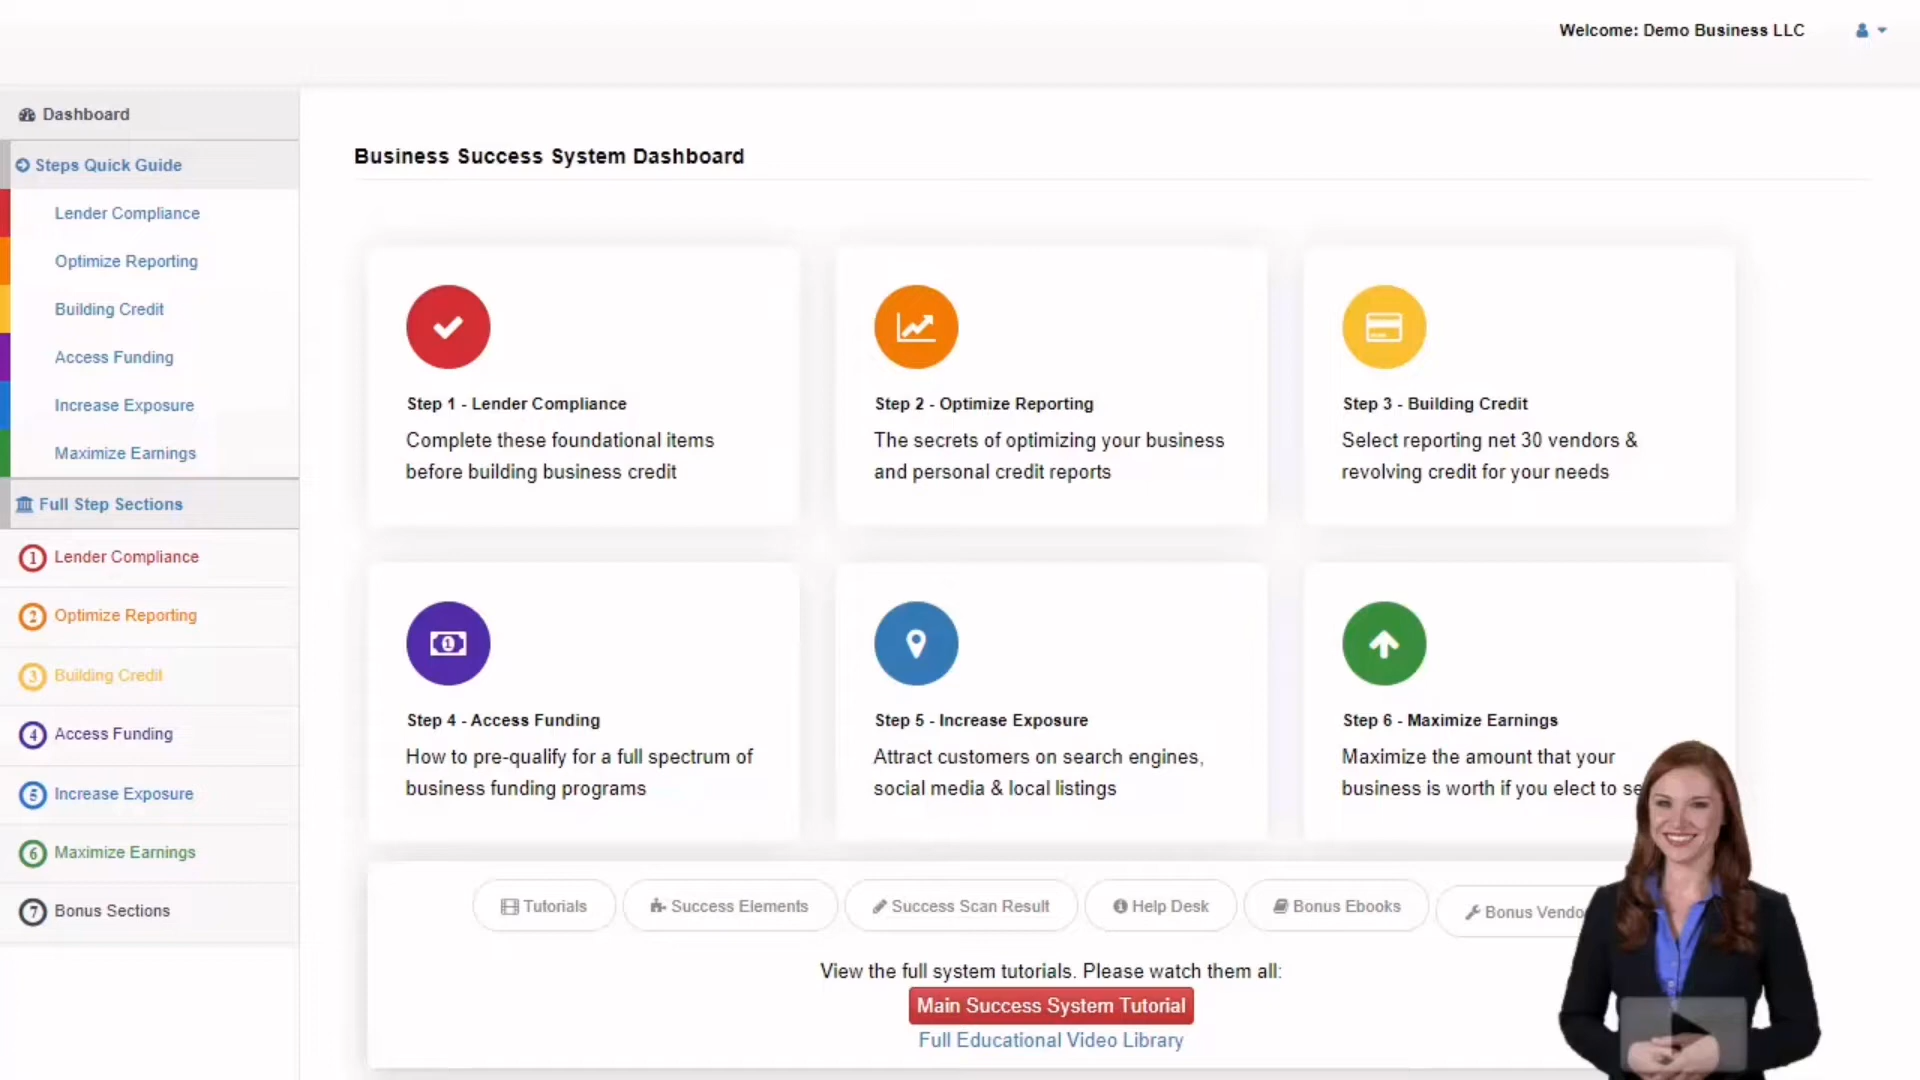 Welcome: Demo Business LLC
Dashboard
Steps Quick Guide
Lender Compliance
Optimize Reporting
Building Credit
Access Funding
Increase Exposure
Maximize Earnings
Full Step Sections
1 Lender Compliance
2 Optimize Reporting
3 Building Credit
4 Access Funding
5 Increase Exposure
6 Maximize Earnings
7 Bonus Sections
Business Success System Dashboard
Step 1 - Lender Compliance
Complete these foundational items
before building business credit
Step 2 - Optimize Reporting
The secrets of optimizing your business
and personal credit reports
Step 3 - Building Credit
Select reporting net 30 vendors &
revolving credit for your needs
Step 4 - Access Funding
How to pre-qualify for a full spectrum of
business funding programs
Step 5 - Increase Exposure
Attract customers on search engines,
social media & local listings
Step 6 - Maximize Earnings
Maximize the amount that your
business is worth if you elect to
Tutorials
Success Elements
Success Scan Result
Help Desk
Bonus Ebooks
Bonus
View the full system tutorials. Please watch them all:
Main Success System Tutorial
Full Educational Video Library